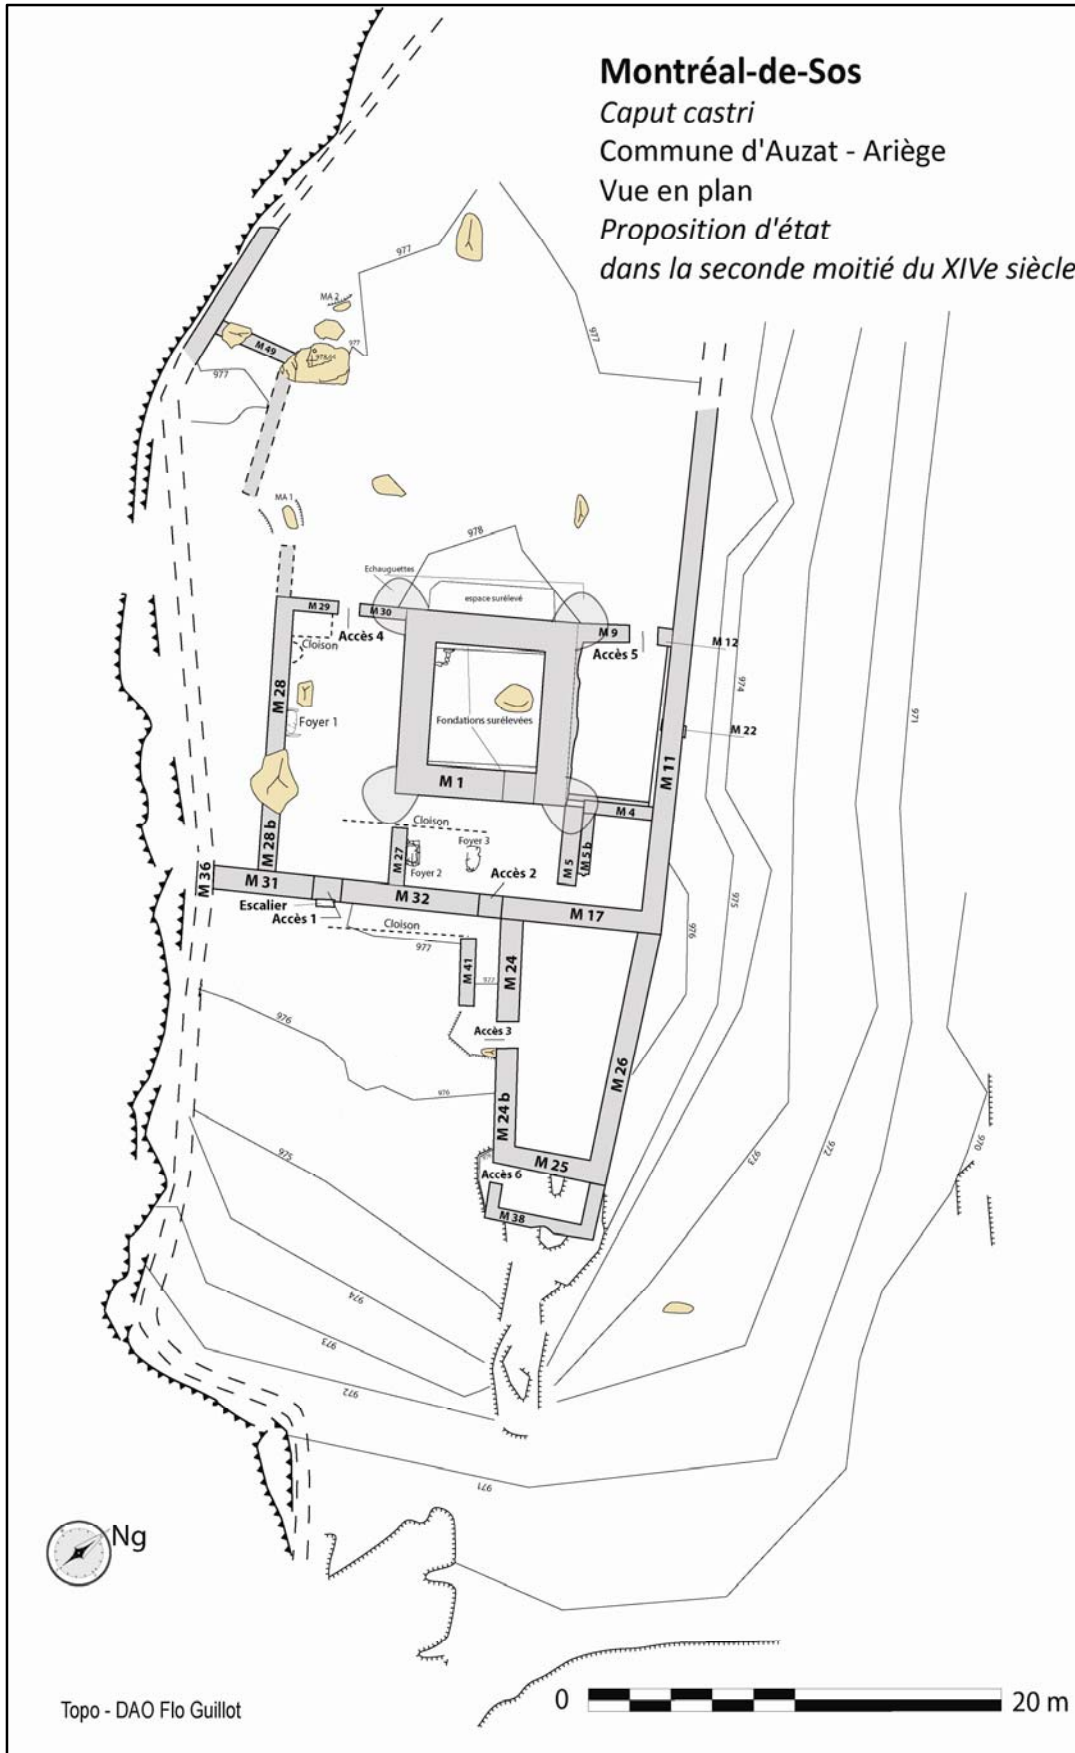 Montréal-de-Sos
Caput castri
Commune d'Auzat - Ariège
Vue en plan
Proposition d'état
dans la seconde moitié du XIVe siècle
977
977
MA 2
977
M 49
977
MA 1
978
Echauguettes
espace surélevé
M 29
M 30
M 9
M 12
Accès 4
Accès 5
Cloison
974
971
M 28
Foyer 1
Fondations surélevées
M 22
M 11
M 1
M 4
Cloison
M 28b
M 27
Foyer 3
Foyer 2
M 5
M 5b
M 36
M 31
Accès 2
M 32
M 17
Escalier
Accès 1
Cloison
977
975
976
M 41
977
M 24
976
Accès 3
976
M 26
M 24b
975
973
972
970
M 25
Accès 6
M 38
974
973
972
971
Ng
Topo - DAO Flo Guillot
0
20 m